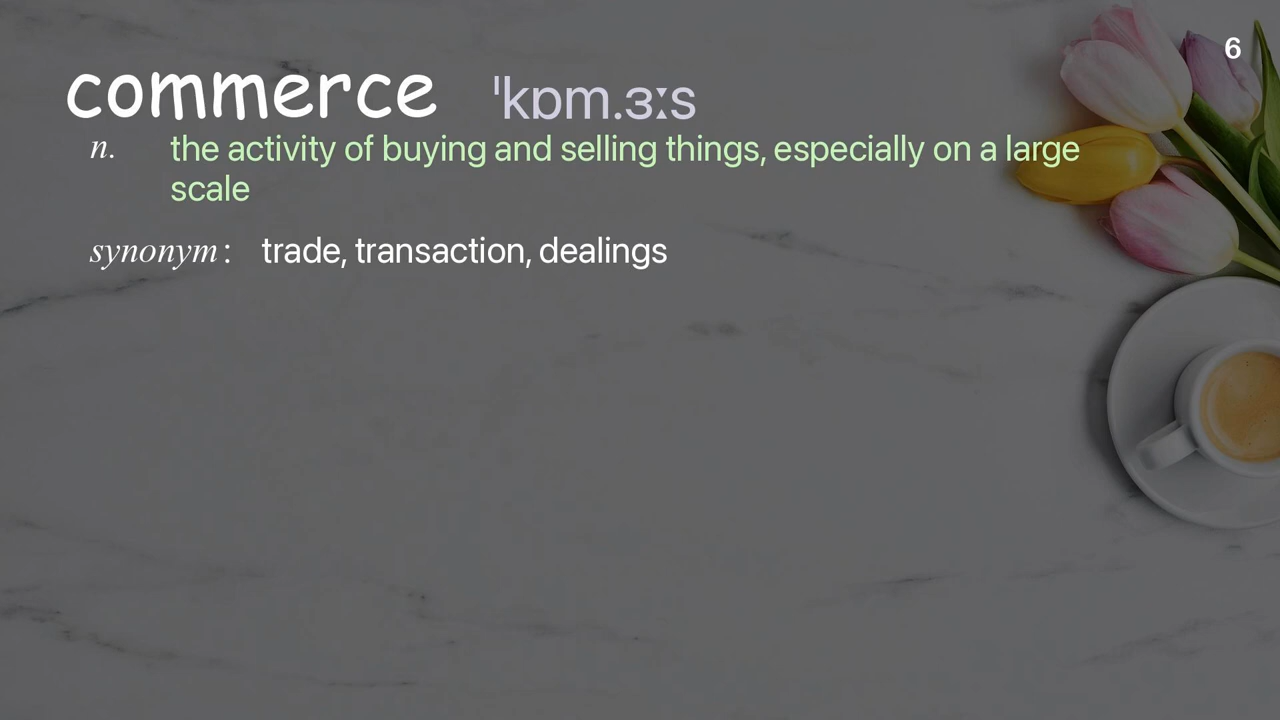 6
commerce ˈkɒm.ɜːs
n. the activity of buying and selling things, especially on a large
scale
synonym : trade, transaction, dealings